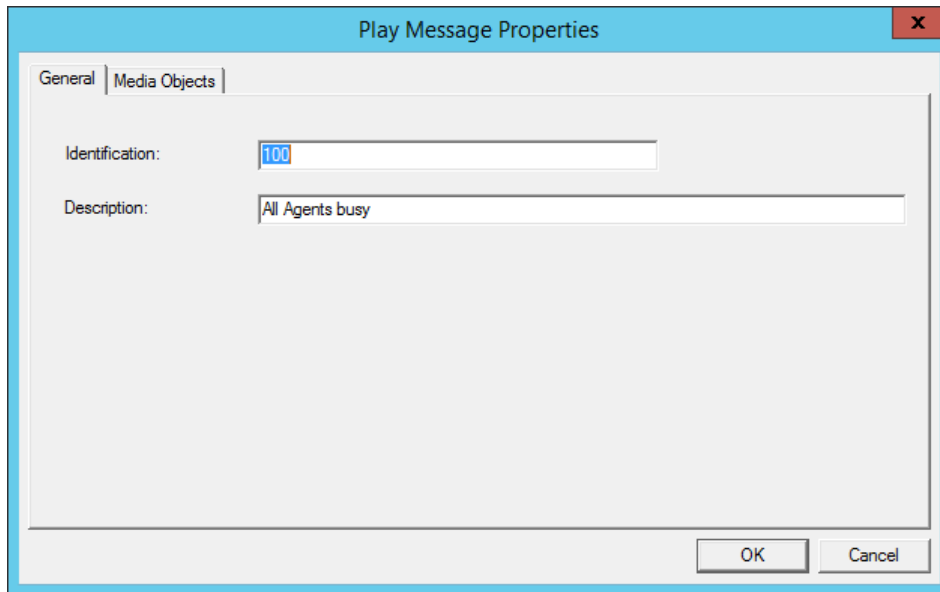 Play Message Properties
x
General
Media Objects
Identification:
100
Description:
All Agents busy
OK
Cancel